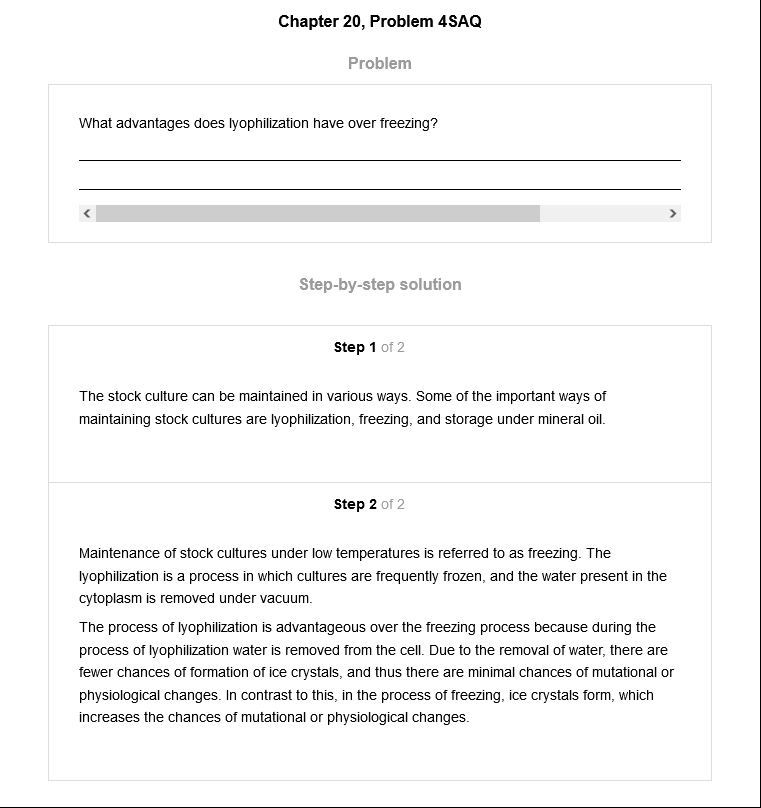 Chapter 20, Problem 4SAQ
Problem
What advantages does lyophilization have over freezing?
Step-by-step solution
Step 1 of 2
The stock culture can be maintained in various ways. Some of the important ways of
maintaining stock cultures are lyophilization, freezing, and storage under mineral oil.
Step 2 of 2
Maintenance of stock cultures under low temperatures is referred to as freezing. The
lyophilization is a process in which cultures are frequently frozen, and the water present in the
cytoplasm is removed under vacuum.
The process of lyophilization is advantageous over the freezing process because during the
process of lyophilization water is removed from the cell. Due to the removal of water, there are
fewer chances of formation of ice crystals, and thus there are minimal chances of mutational or
physiological changes. In contrast to this, in the process of freezing, ice crystals form, which
increases the chances of mutational or physiological changes.